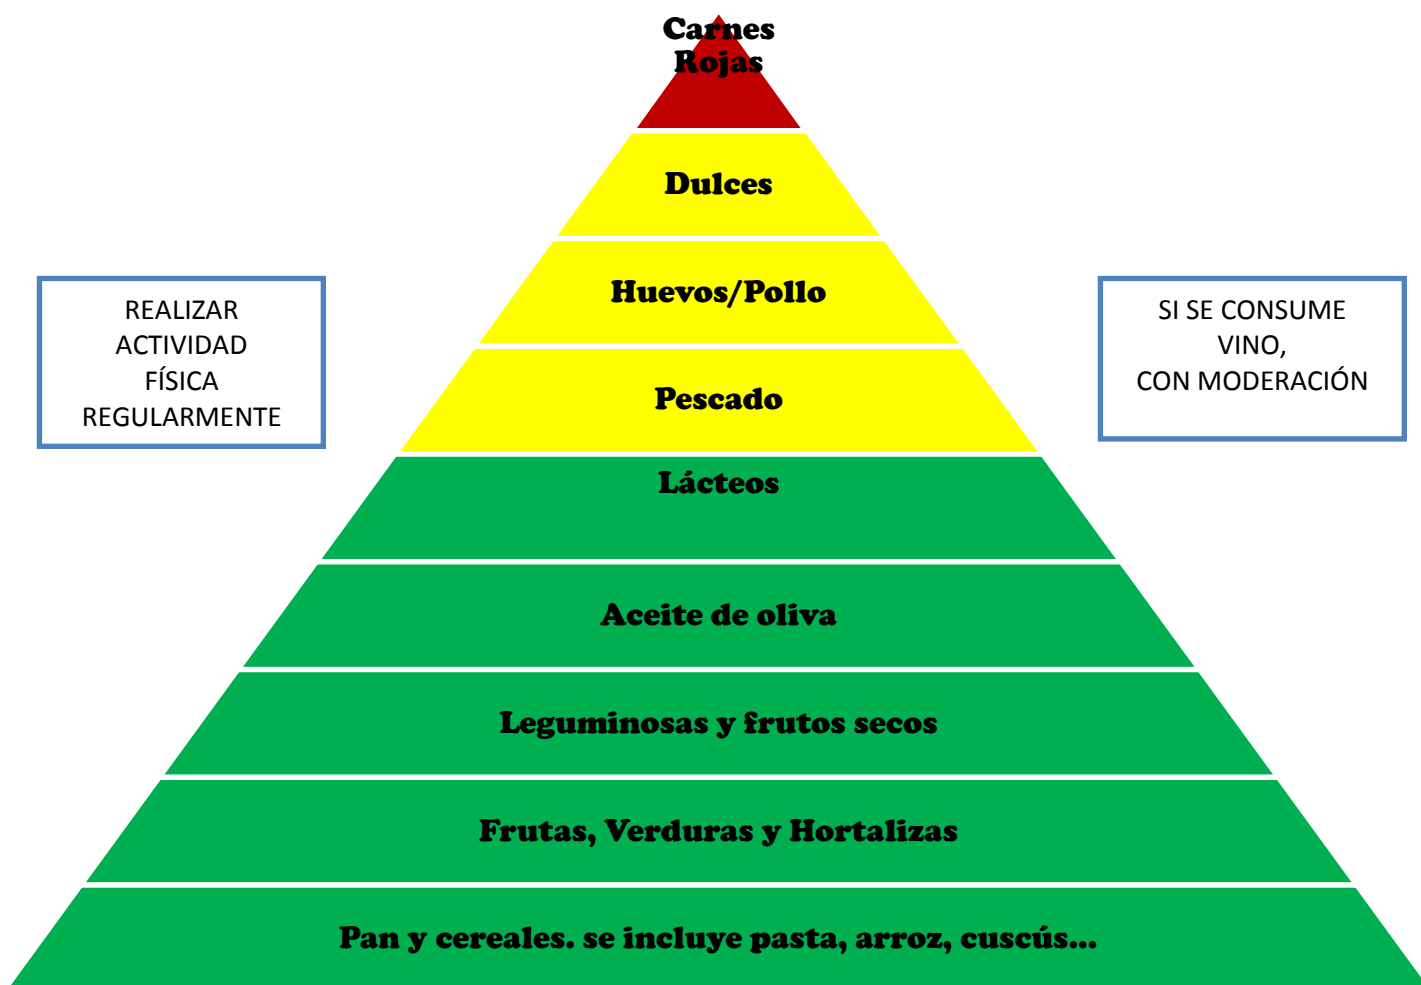 Carnes
Rojas
Dulces
Huevos/Pollo
REALIZAR
ACTIVIDAD
FÍSICA
REGULARMENTE
SI SE CONSUME
VINO,
CON MODERACIÓN
Pescado
Lácteos
Aceite de oliva
Leguminosas y frutos secos
Frutas, Verduras y Hortalizas
Pan y cereales. se incluye pasta, arroz, cuscús...